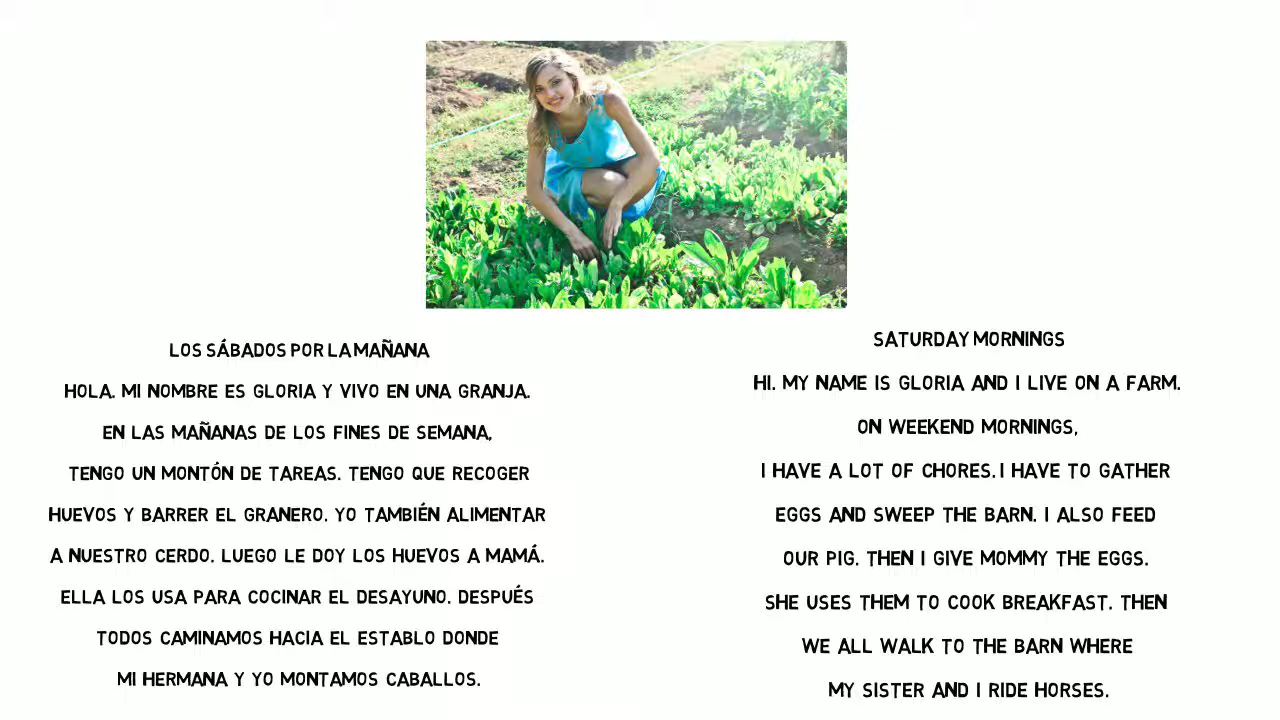 LOS SÁBADOS POR LA MAÑANA
HOLA. MI NOMBRE ES GLORIA Y VIVO EN UNA GRANJA.
EN LAS MAÑANAS DE LOS FINES DE SEMANA,
TENGO UN MONTÓN DE TAREAS. TENGO QUE RECOGER
HUEVOS Y BARRER EL GRANERO. YO TAMBIÉN ALIMENTAR
A NUESTRO CERDO. LUEGO LE DOY LOS HUEVOS A MAMÁ.
ELLA LOS USA PARA COCINAR EL DESAYUNO. DESPUÉS
TODOS CAMINAMOS HACIA EL ESTABLO DONDE
MI HERMANA Y YO MONTAMOS CABALLOS.
SATURDAY MORNINGS
HI. MY NAME IS GLORIA AND I LIVE ON A FARM.
ON WEEKEND MORNINGS,
I HAVE A LOT OF CHORES. I HAVE TO GATHER
EGGS AND SWEEP THE BARN. I ALSO FEED
OUR PIG. THEN I GIVE MOMMY THE EGGS.
SHE USES THEM TO COOK BREAKFAST. THEN
WE ALL WALK TO THE BARN WHERE
MY SISTER AND I RIDE HORSES.